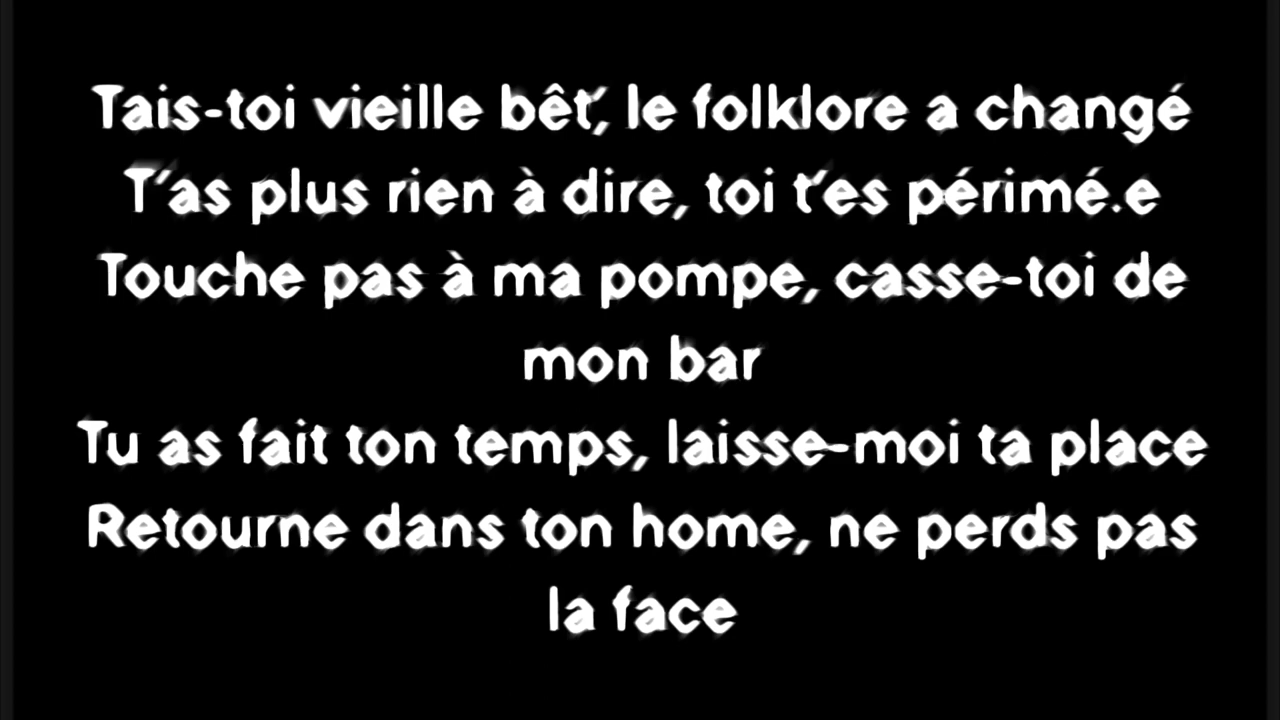 Tais-toi vieille bêt', le folklore a changé
T'as plus rien à dire, toi t'es périmé.e
Touche pas à ma pompe, casse-toi de
mon bar
Tu as fait ton temps, laisse-moi ta place
Retourne dans ton home, ne perds pas
la face